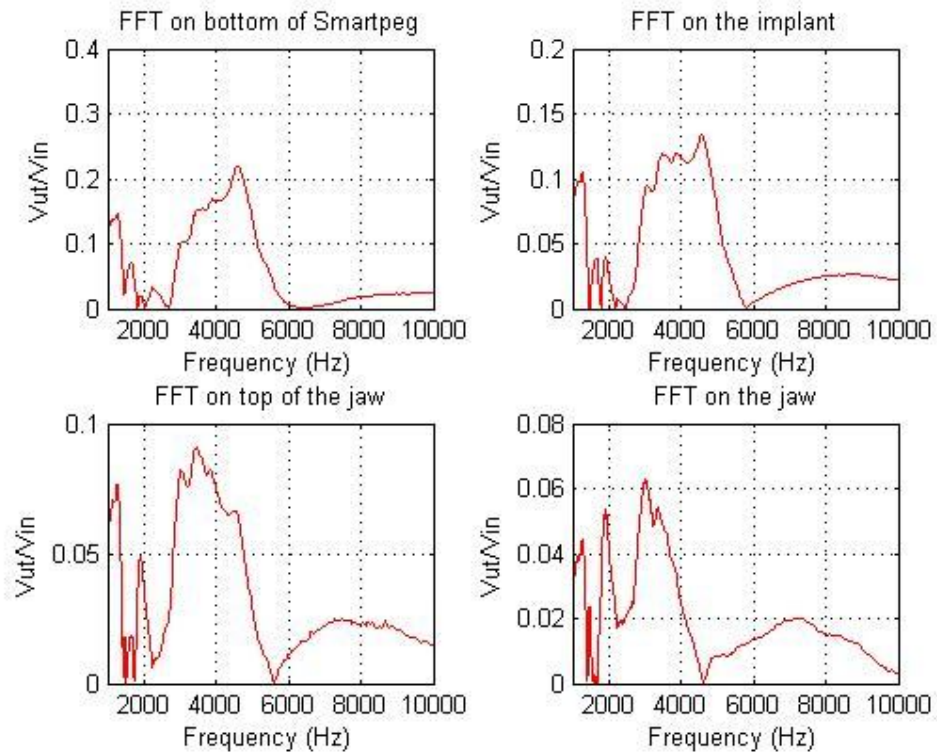 FFT on bottom of Smartpeg
0.4
0.3
0.2
0.1
0
Vut/Vin
2000 4000 6000 8000 10000
Frequency (Hz)
FFT on the implant
0.2
0.15
0.1
0.05
0
Vut/Vin
2000 4000 6000 8000 10000
Frequency (Hz)
FFT on top of the jaw
0.1
0.05
0
Vut/Vin
2000 4000 6000 8000 10000
Frequency (Hz)
FFT on the jaw
0.08
0.06
0.04
0.02
0
Vut/Vin
2000 4000 6000 8000 10000
Frequency (Hz)